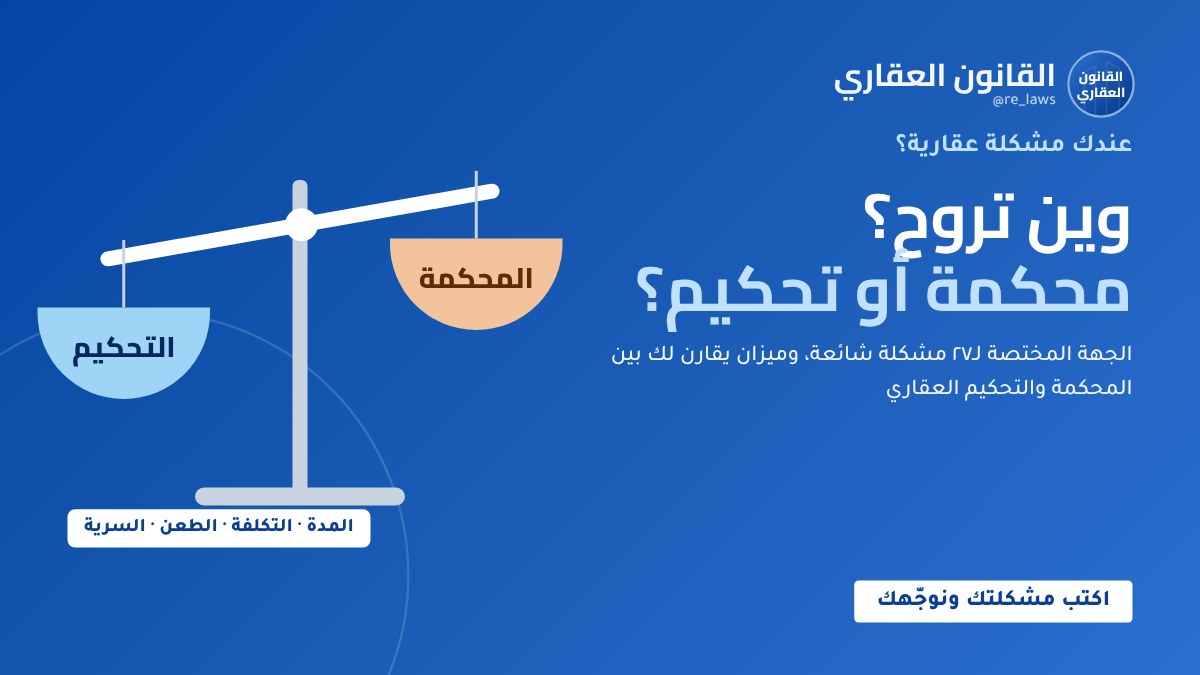 القانون العقاري
القانون
العقاري
@re_laws
عندك مشكلة عقارية؟
وين تروح؟
محكمة أو تحكيم؟
الجهة المختصة لـ٢٧ مشكلة شائعة، وميزان يقارن لك بين
المحكمة والتحكيم العقاري
المحكمة
التحكيم
المدة · التكلفة · الطعن · السرية
اكتب مشكلتك ونوجّهك